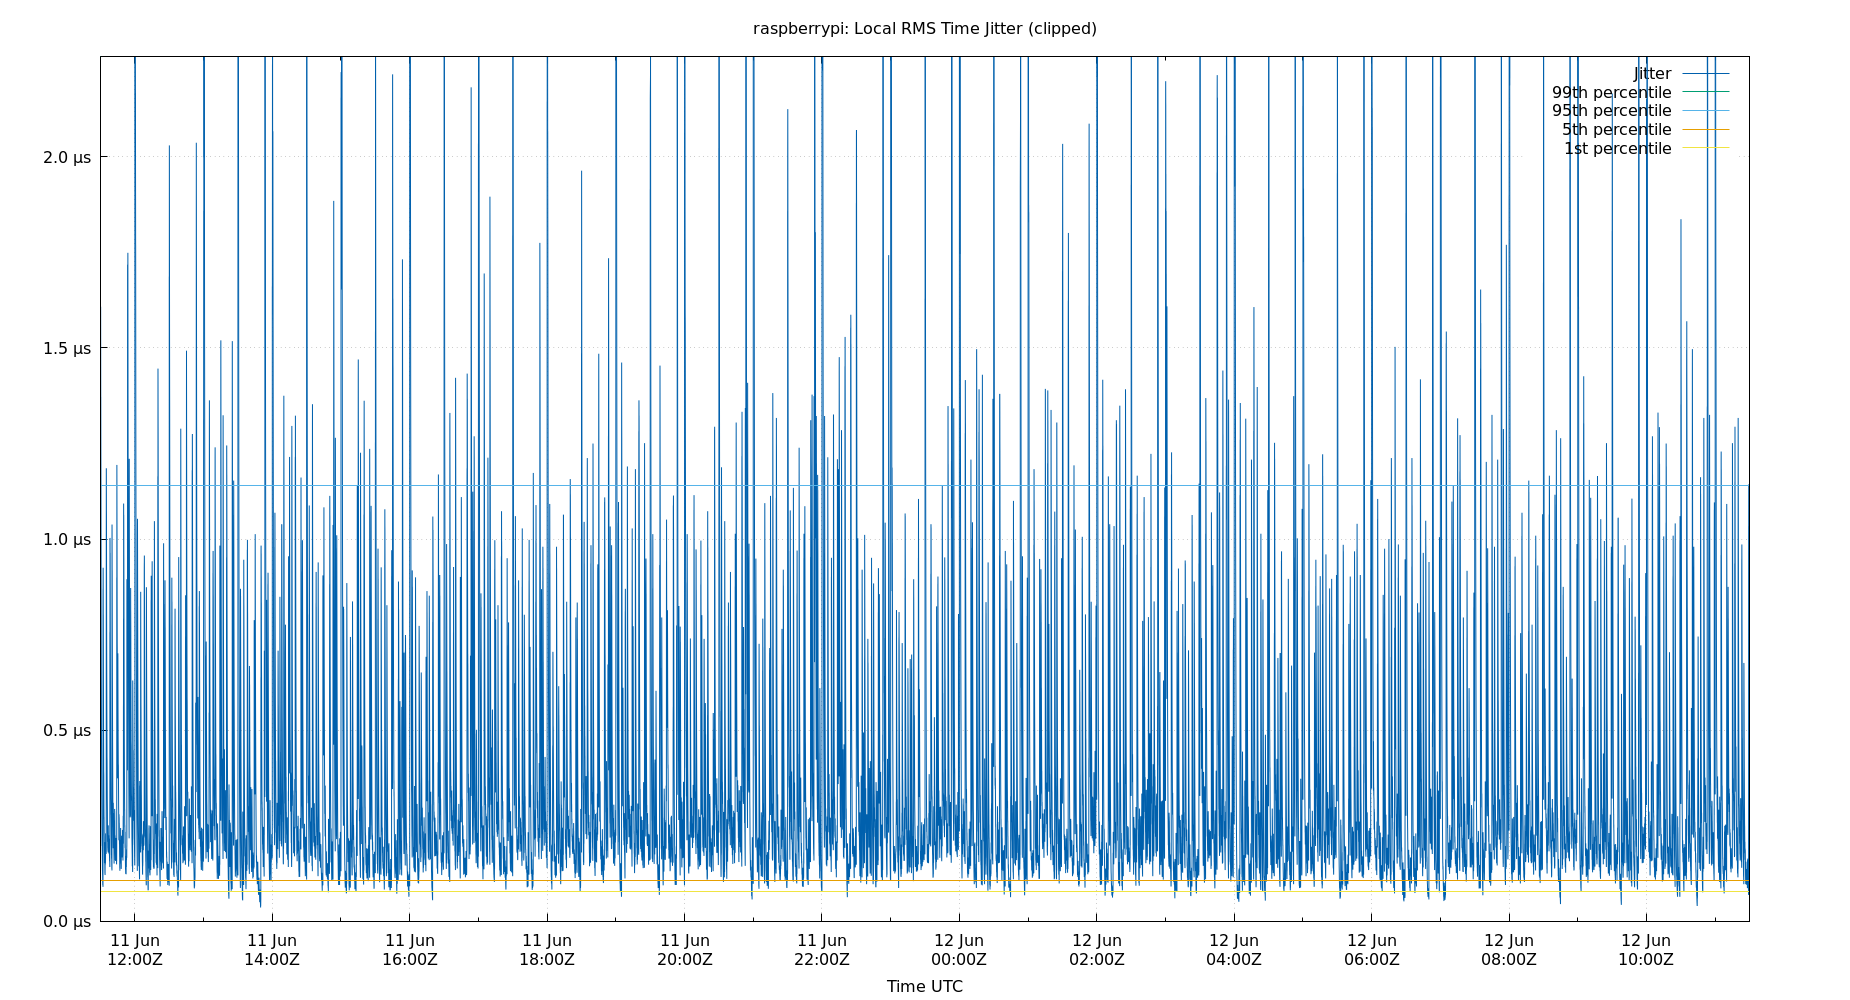 raspberrypi: Local RMS Time Jitter (clipped)
Jitter
99th percentile
95th percentile
5th percentile
1st percentile
2.0 µs
1.5 µs
1.0 µs
0.5 µs
0.0 µs
11 Jun 11 Jun 11 Jun 11 Jun 11 Jun 11 Jun 12 Jun 12 Jun 12 Jun 12 Jun 12 Jun 12 Jun
12:00Z 14:00Z 16:00Z 18:00Z 20:00Z 22:00Z 00:00Z 02:00Z 04:00Z 06:00Z 08:00Z 10:00Z
Time UTC